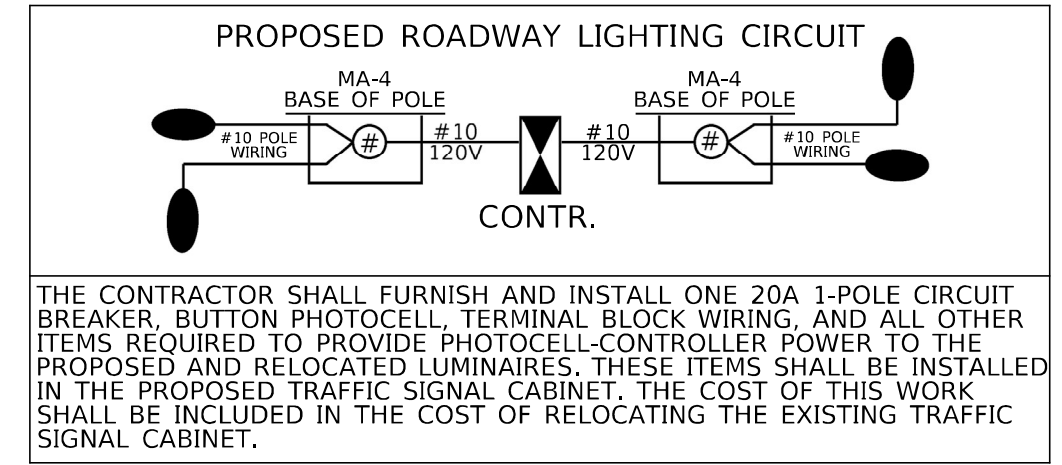 PROPOSED ROADWAY LIGHTING CIRCUIT
MA-4
BASE OF POLE
MA-4
BASE OF POLE
#10 POLE
WIRING
#
#10
120V
#10
120V
#
#10 POLE
WIRING
CONTR.
THE CONTRACTOR SHALL FURNISH AND INSTALL ONE 20A 1-POLE CIRCUIT
BREAKER, BUTTON PHOTOCELL, TERMINAL BLOCK WIRING, AND ALL OTHER
ITEMS REQUIRED TO PROVIDE PHOTOCELL-CONTROLLER POWER TO THE
PROPOSED AND RELOCATED LUMINAIRES. THESE ITEMS SHALL BE INSTALLED
IN THE PROPOSED TRAFFIC SIGNAL CABINET. THE COST OF THIS WORK
SHALL BE INCLUDED IN THE COST OF RELOCATING THE EXISTING TRAFFIC
SIGNAL CABINET.